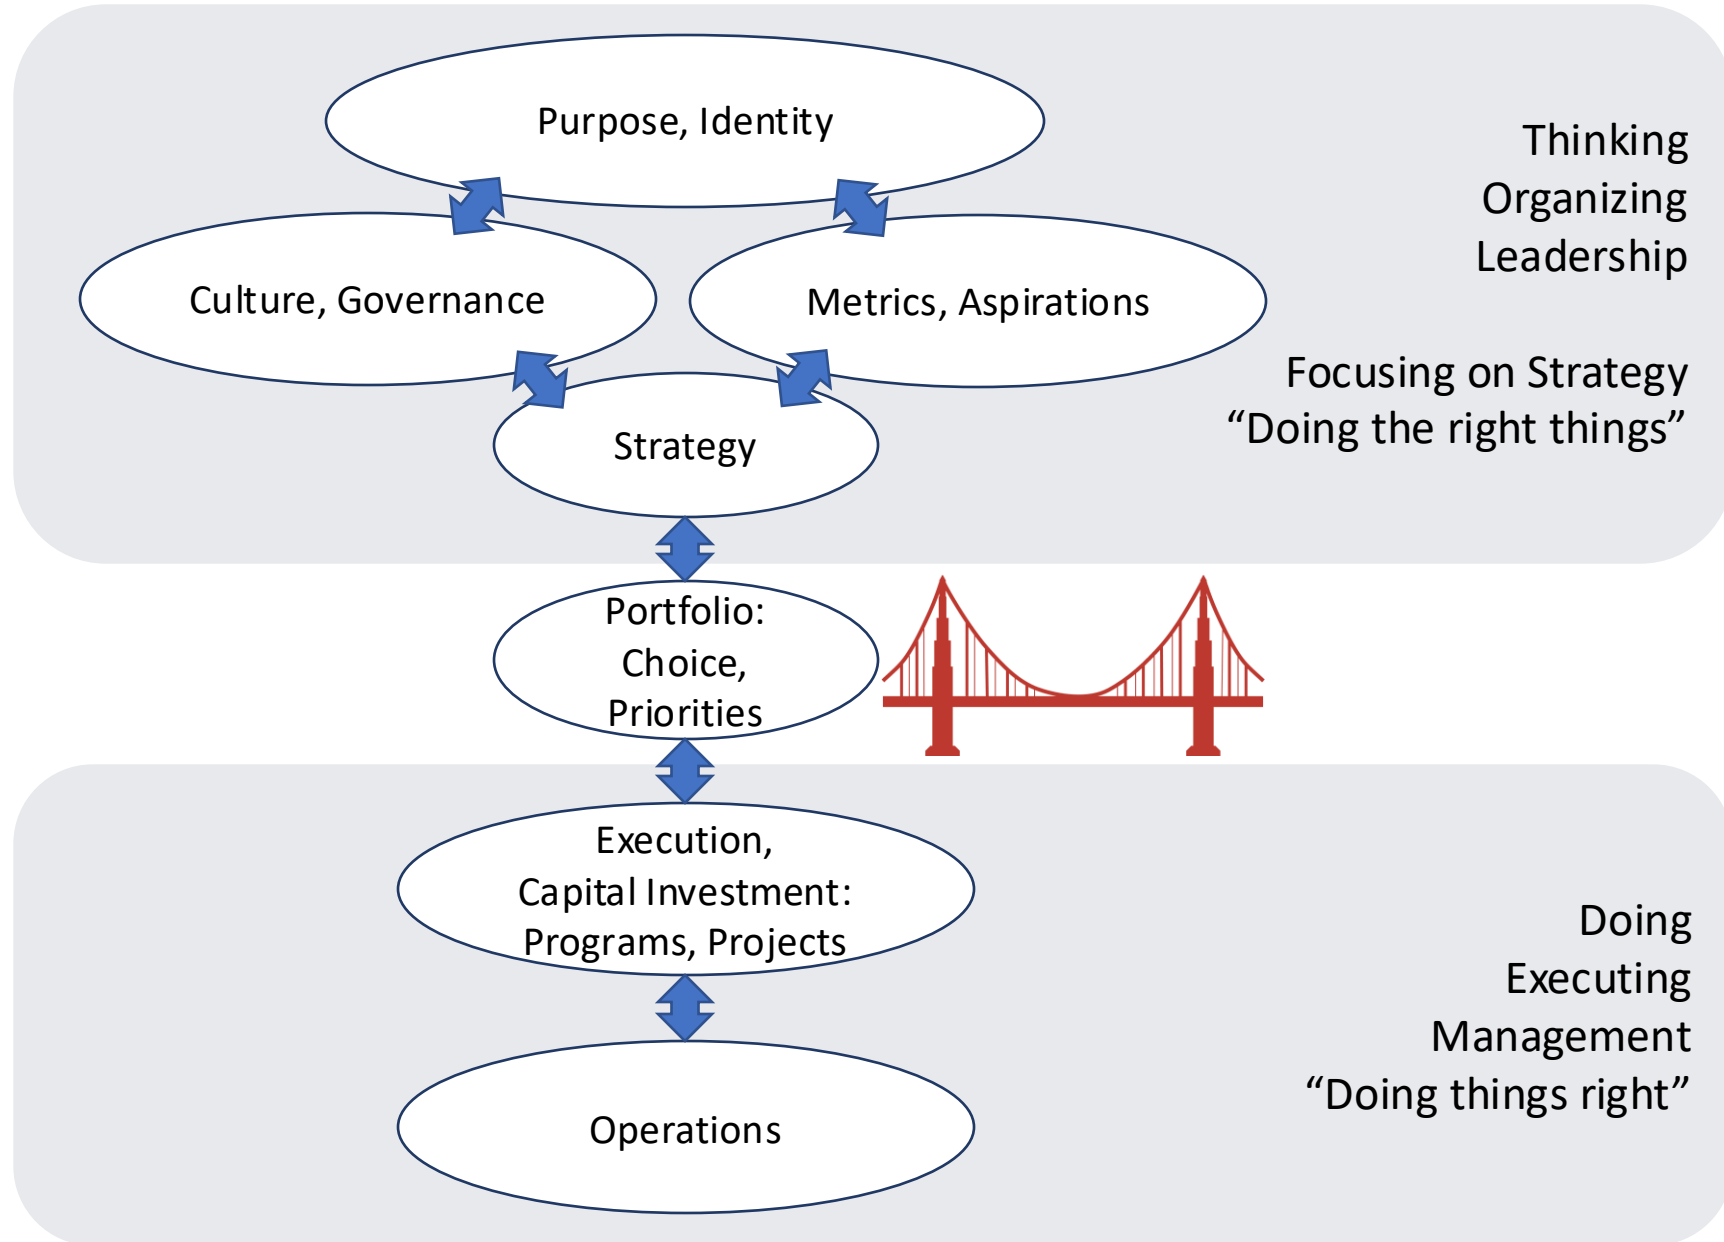 Purpose, Identity
Culture, Governance
Metrics, Aspirations
Strategy
Thinking
Organizing
Leadership
Focusing on Strategy
“Doing the right things”
Portfolio:
Choice,
Priorities
Execution,
Capital Investment:
Programs, Projects
Operations
Doing
Executing
Management
“Doing things right”